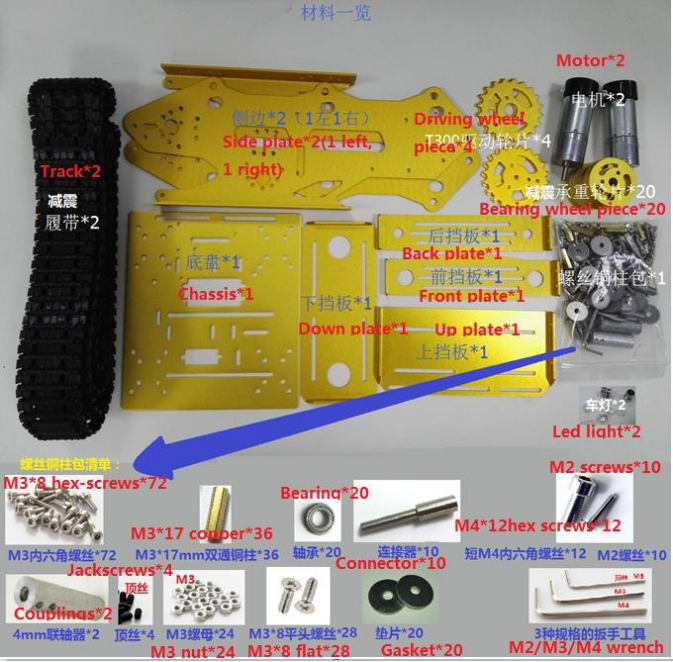 材料一览
Motor*2
电机*2
侧边*2（1左1右）
Side plate*2(1 left,
1 right)
Driving wheel
piece*4
T300驱动轮片*4
Track*2
减震
履带*2
减震承重轮片*20
Bearing wheel piece*20
后挡板*1
Back plate*1
螺丝铜柱包*1
底盘*1
Chassis*1
前挡板*1
Front plate*1
下挡板*1
Down plate*1
Up plate*1
上挡板*1
车灯*2
Led light*2
螺丝铜柱包清单：
M3*8 hex-screws*72
M3内六角螺丝*72
M3*17 copper*36
M3*17mm双通铜柱*36
Bearing*20
轴承*20
连接器*10
Connector*10
M4*12hex screws*12
短M4内六角螺丝*12
M2 screws*10
M2螺丝*10
Couplings*2
4mm联轴器*2
Jackscrews*4
顶丝
顶丝*4
M3
M3螺母*24
M3 nut*24
M3*8平头螺丝*28
M3*8 flat*28
垫片*20
Gasket*20
顶丝
M3
M4
3种规格的扳手工具
M2/M3/M4 wrench